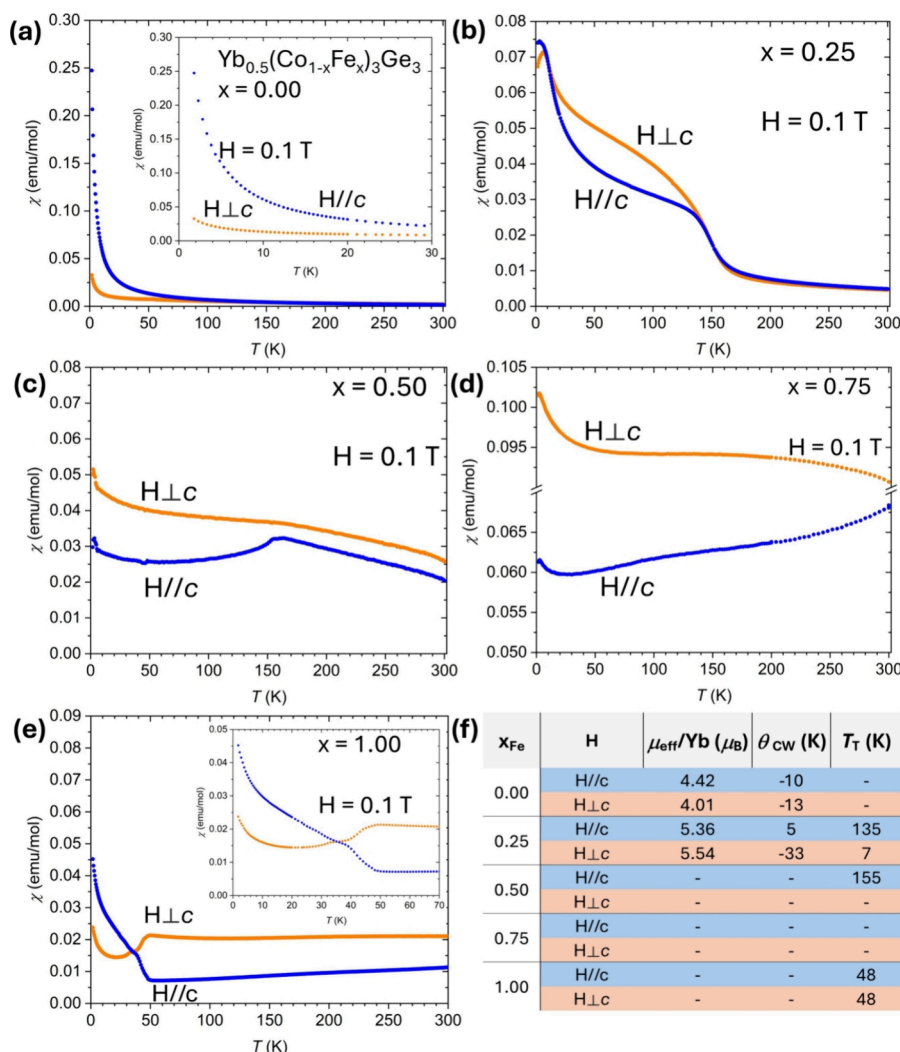 (a)
0.30
0.25
0.20
0.15
0.10
0.05
0.00
χ (emu/mol)
0 50 100 150 200 250 300
T (K)
0.30
0.25
0.20
0.15
0.10
0.05
0.00
χ (emu/mol)
0 10 20 30
T (K)
Yb0.5(Co1-xFex)3Ge3
x = 0.00
H = 0.1 T
H⊥c
H//c
(b)
0.08
0.07
0.06
0.05
0.04
0.03
0.02
0.01
0.00
χ (emu/mol)
x = 0.25
H = 0.1 T
H⊥c
H//c
0 50 100 150 200 250 300
T (K)
(c)
0.08
0.07
0.06
0.05
0.04
0.03
0.02
0.01
0.00
χ (emu/mol)
x = 0.50
H = 0.1 T
H⊥c
H//c
0 50 100 150 200 250 300
T (K)
(d)
0.105
0.100
0.095
0.065
0.060
0.055
0.050
χ (emu/mol)
x = 0.75
H⊥c
H = 0.1 T
H//c
0 50 100 150 200 250 300
T (K)
(e)
0.09
0.08
0.07
0.06
0.05
0.04
0.03
0.02
0.01
0.00
χ (emu/mol)
0.05
0.04
0.03
0.02
0.01
0.00
χ (emu/mol)
x = 1.00
H = 0.1 T
0 10 20 30 40 50 60 70
T (K)
H⊥c
H//c
0 50 100 150 200 250 300
T (K)
(f)
xFe H μeff/Yb (μB) θCW (K) TT (K)
0.00
H//c 4.42 -10 -
H⊥c 4.01 -13 -
0.25
H//c 5.36 5 135
H⊥c 5.54 -33 7
0.50
H//c - - 155
H⊥c - - -
0.75
H//c - - -
H⊥c - - -
1.00
H//c - - 48
H⊥c - - 48